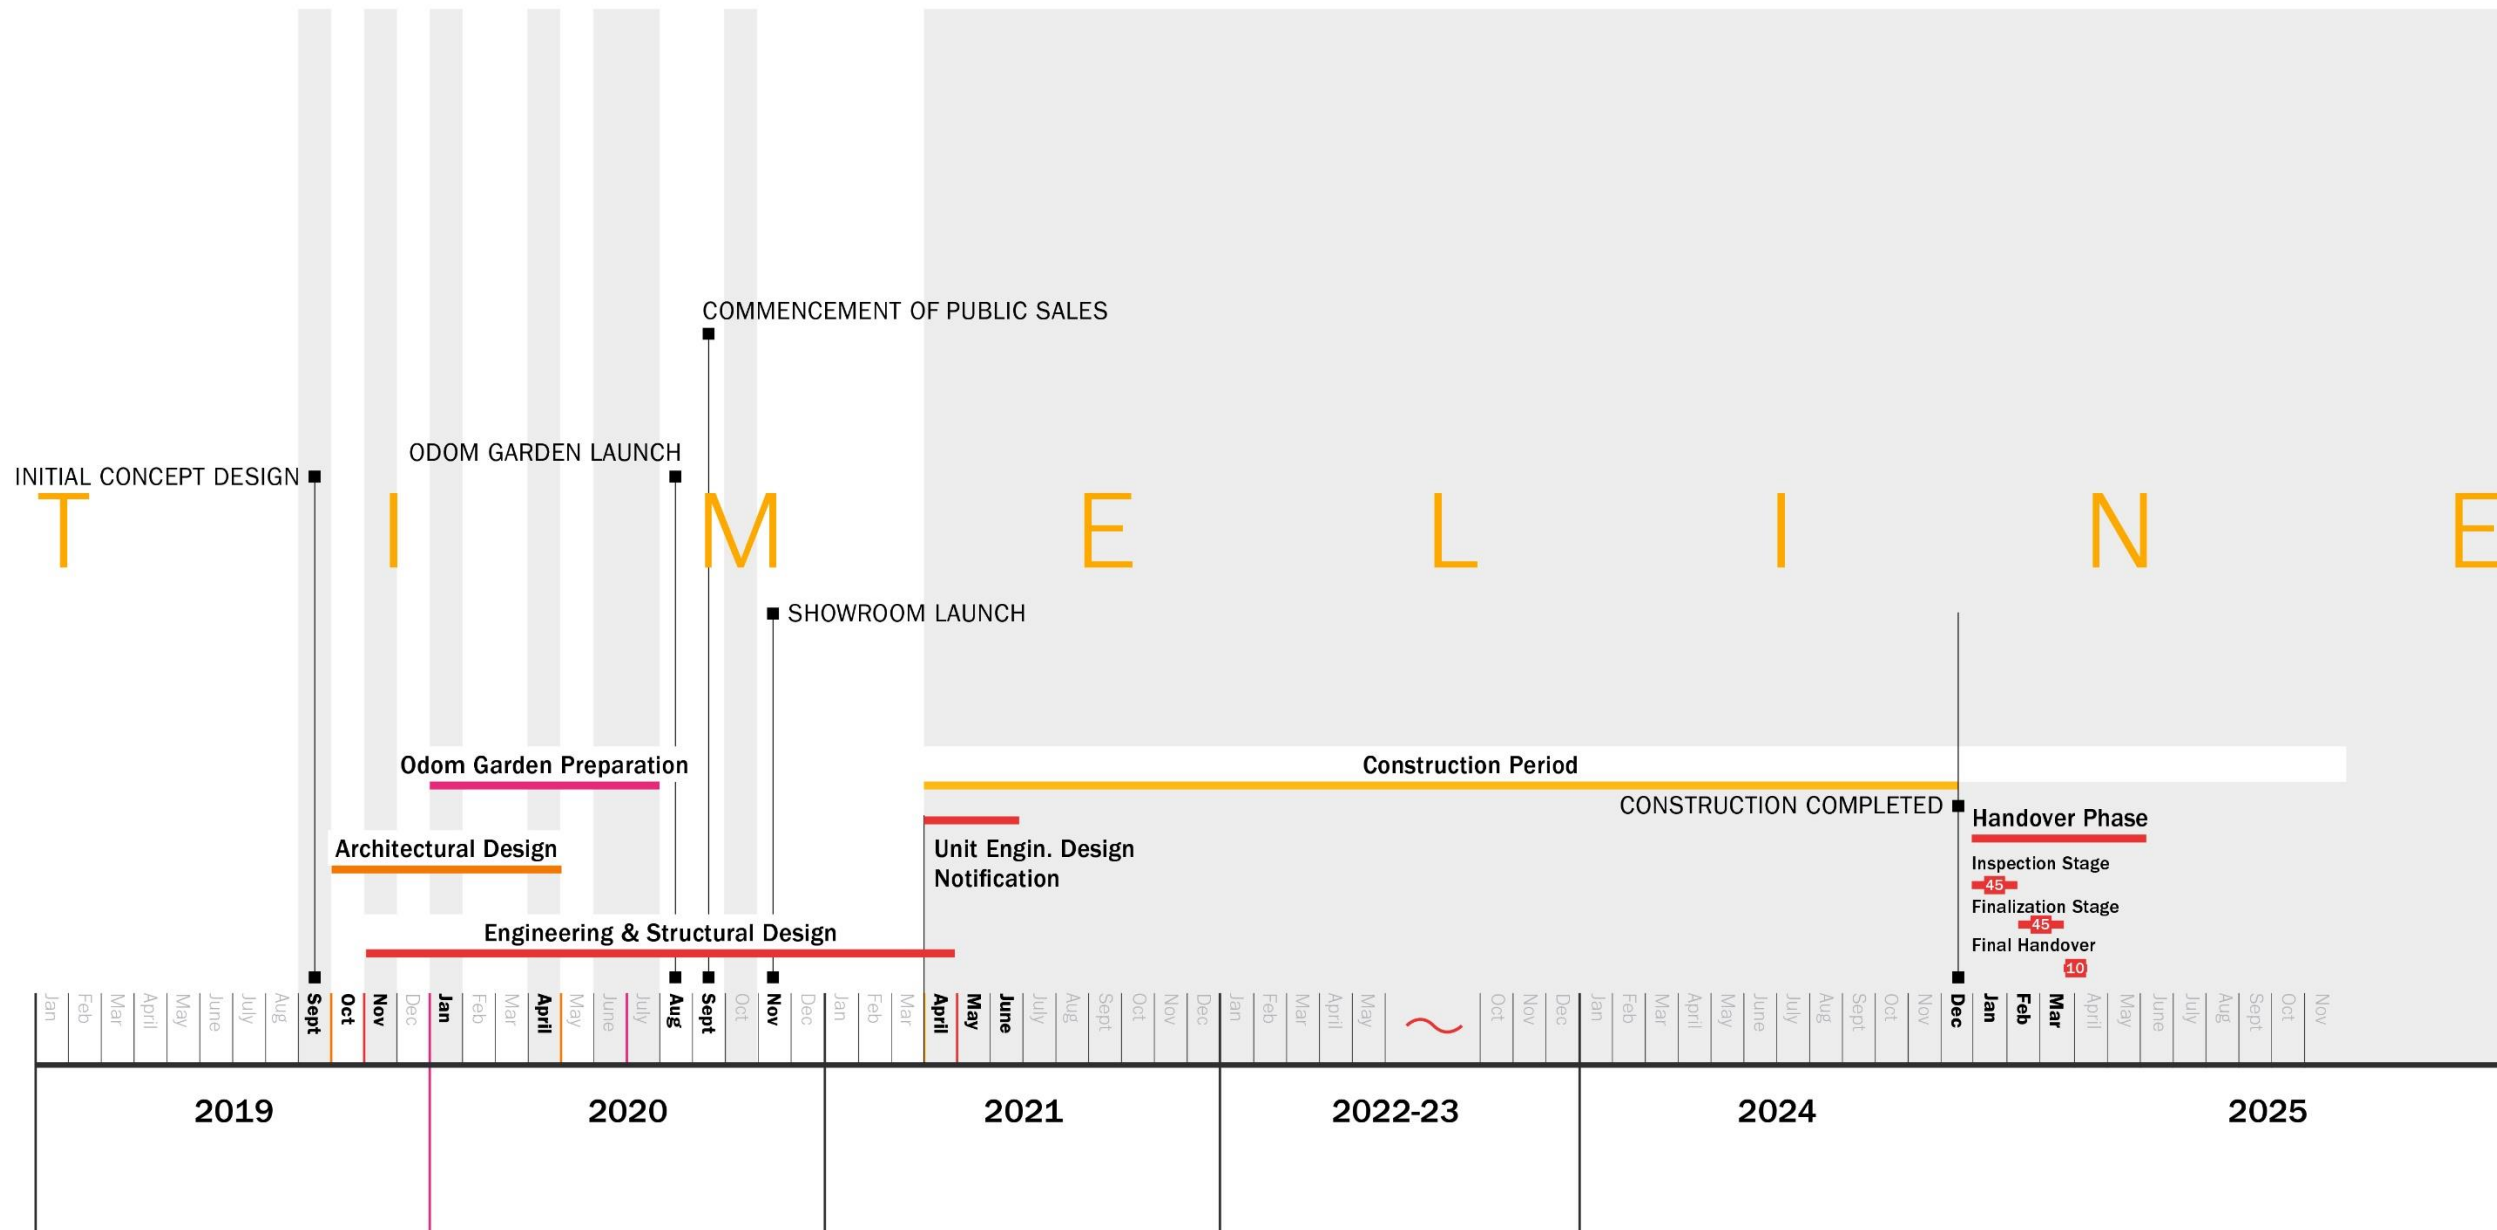 COMMENCEMENT OF PUBLIC SALES
ODOM GARDEN LAUNCH
INITIAL CONCEPT DESIGN
T I M E L I N E
SHOWROOM LAUNCH
Odom Garden Preparation
Construction Period
CONSTRUCTION COMPLETED
Handover Phase
Architectural Design
Unit Engin. Design
Notification
Inspection Stage
45
Finalization Stage
45
Final Handover
10
Engineering & Structural Design
Jan Feb Mar April May June July Aug Sept Oct Nov Dec Jan Feb Mar April May June July Aug Sept Oct Nov Dec Jan Feb Mar April May June July Aug Sept Oct Nov Dec Jan Feb Mar April May Oct Nov Dec Jan Feb Mar April May June July Aug Sept Oct Nov Dec Jan Feb Mar April May June July Aug Sept Oct Nov
2019 2020 2021 2022-23 2024 2025